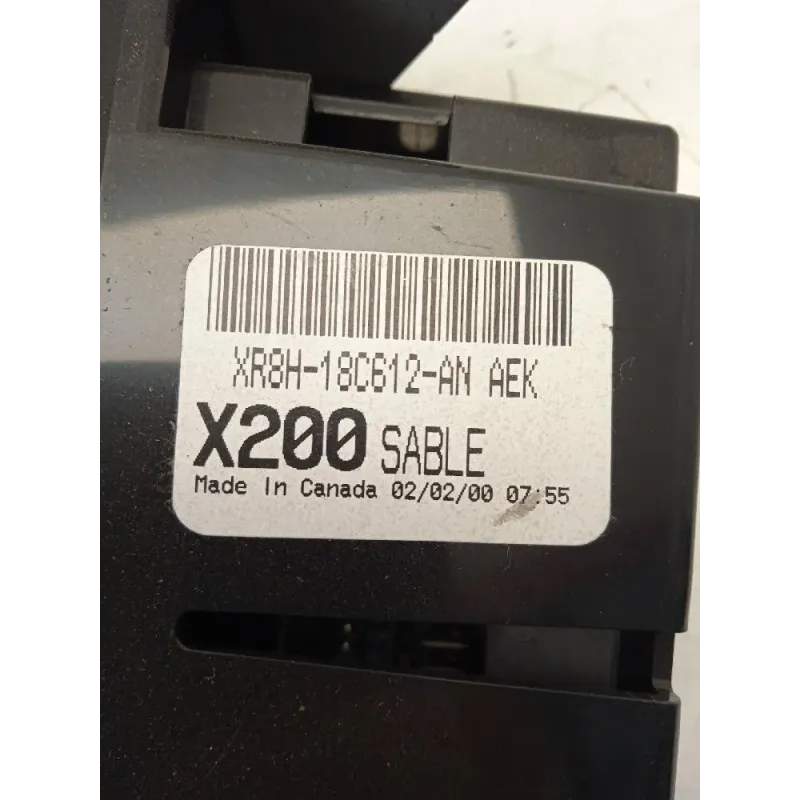 XR8H-18C612-AN AEK
X200 SABLE
Made In Canada 02/02/00 07:55